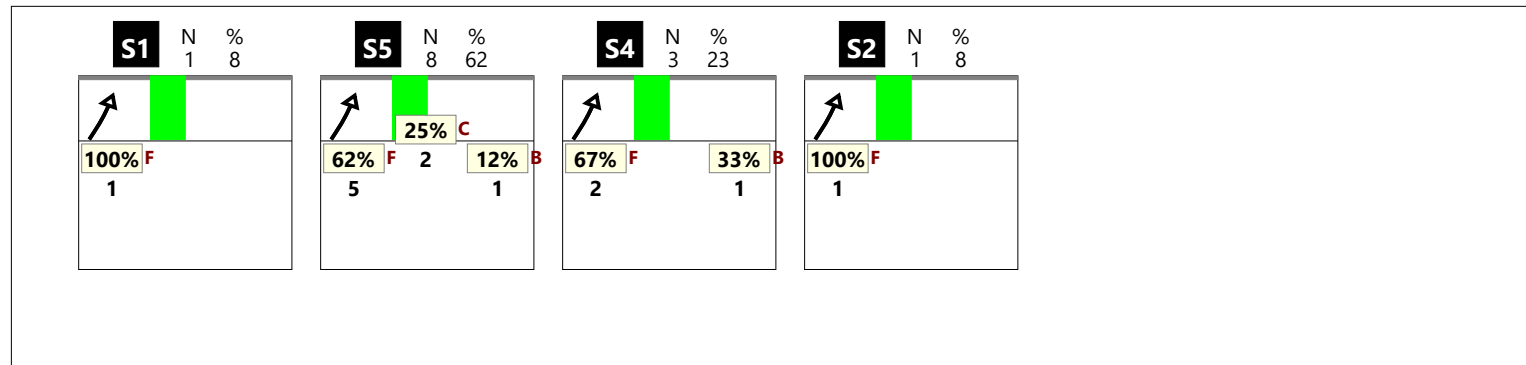 S1 N % S5 N % S4 N % S2 N %
1 8 8 62 3 23 1 8
25% C
100% F 62% F 2 12% B 67% F 33% B 100% F
1 5 1 2 1 1